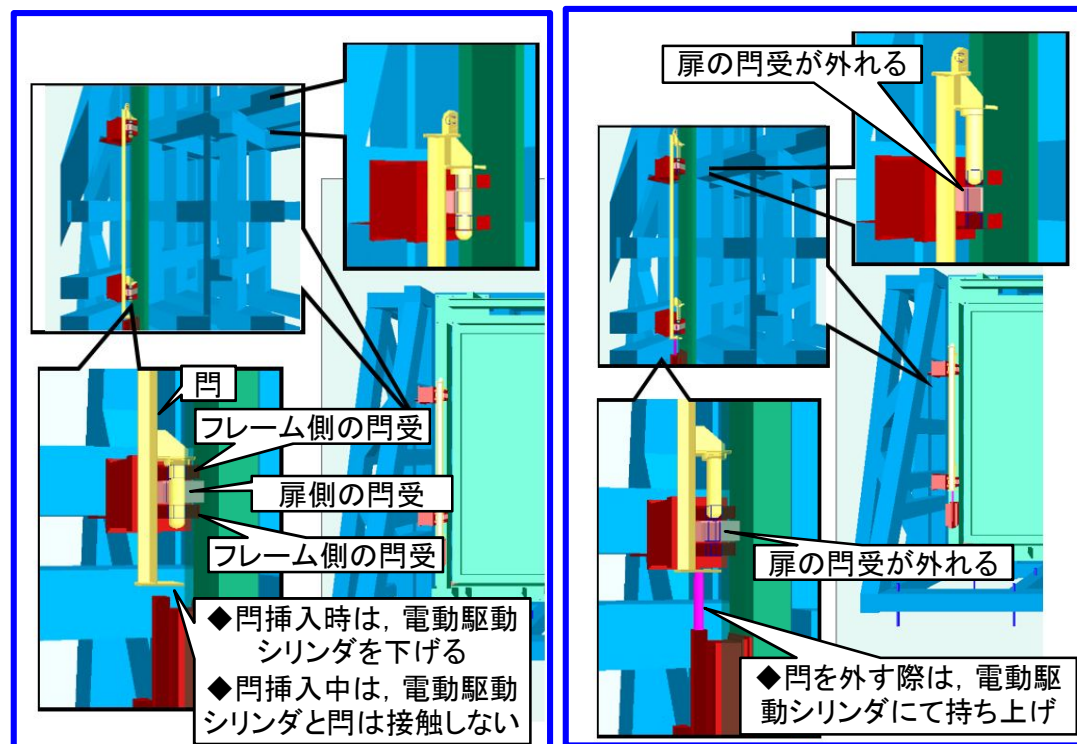 閂
フレーム側の閂受
扉側の閂受
フレーム側の閂受
◆閂挿入時は，電動駆動
シリンダを下げる
◆閂挿入中は，電動駆動
シリンダと閂は接触しない
扉の閂受が外れる
扉の閂受が外れる
◆閂を外す際は，電動駆
動シリンダにて持ち上げ